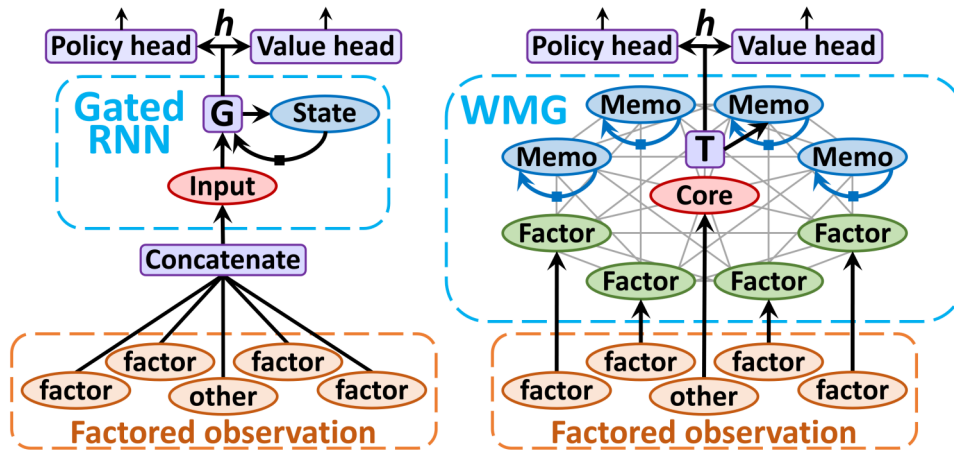 h
Policy head
Value head
Gated
RNN
G
State
Input
Concatenate
factor
factor
factor
other
factor
Factored observation
h
Policy head
Value head
WMG
Memo
Memo
Memo
T
Memo
Core
Factor
Factor
Factor
Factor
factor
factor
factor
other
factor
Factored observation